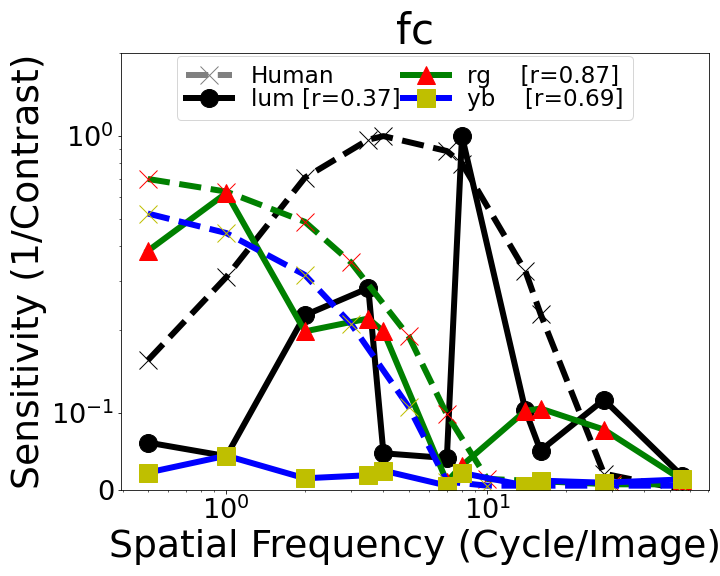 fc
Human
lum [r=0.37]
rg [r=0.87]
yb [r=0.69]
Sensitivity (1/Contrast)
10⁰
10⁻¹
0
10⁰ 10¹
Spatial Frequency (Cycle/Image)